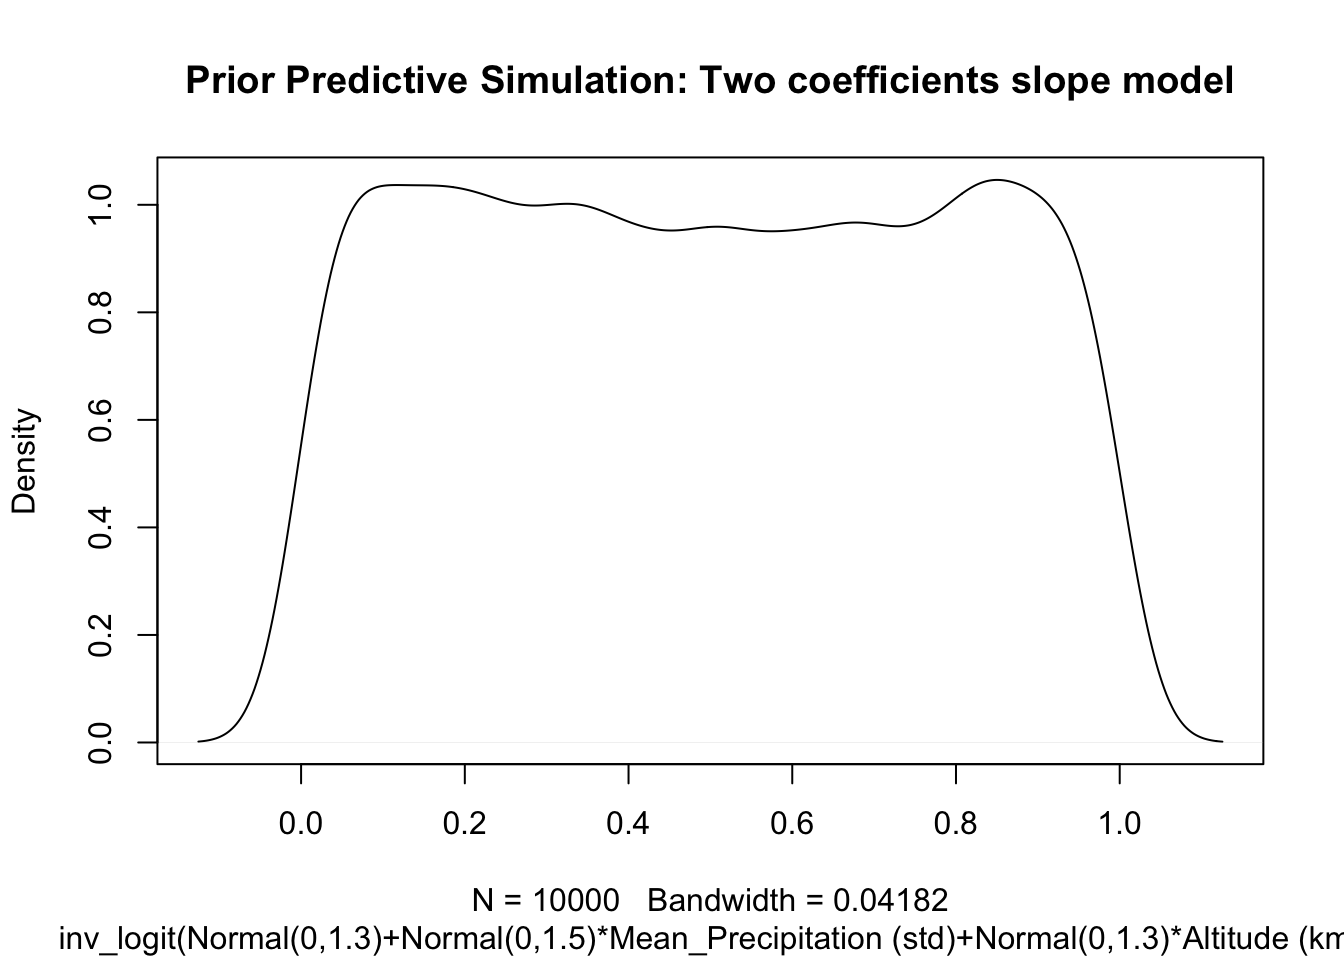 Prior Predictive Simulation: Two coefficients slope model
Density
1.0
0.8
0.6
0.4
0.2
0.0
0.0 0.2 0.4 0.6 0.8 1.0
N = 10000 Bandwidth = 0.04182
inv_logit(Normal(0,1.3)+Normal(0,1.5)*Mean_Precipitation (std)+Normal(0,1.3)*Altitude (km